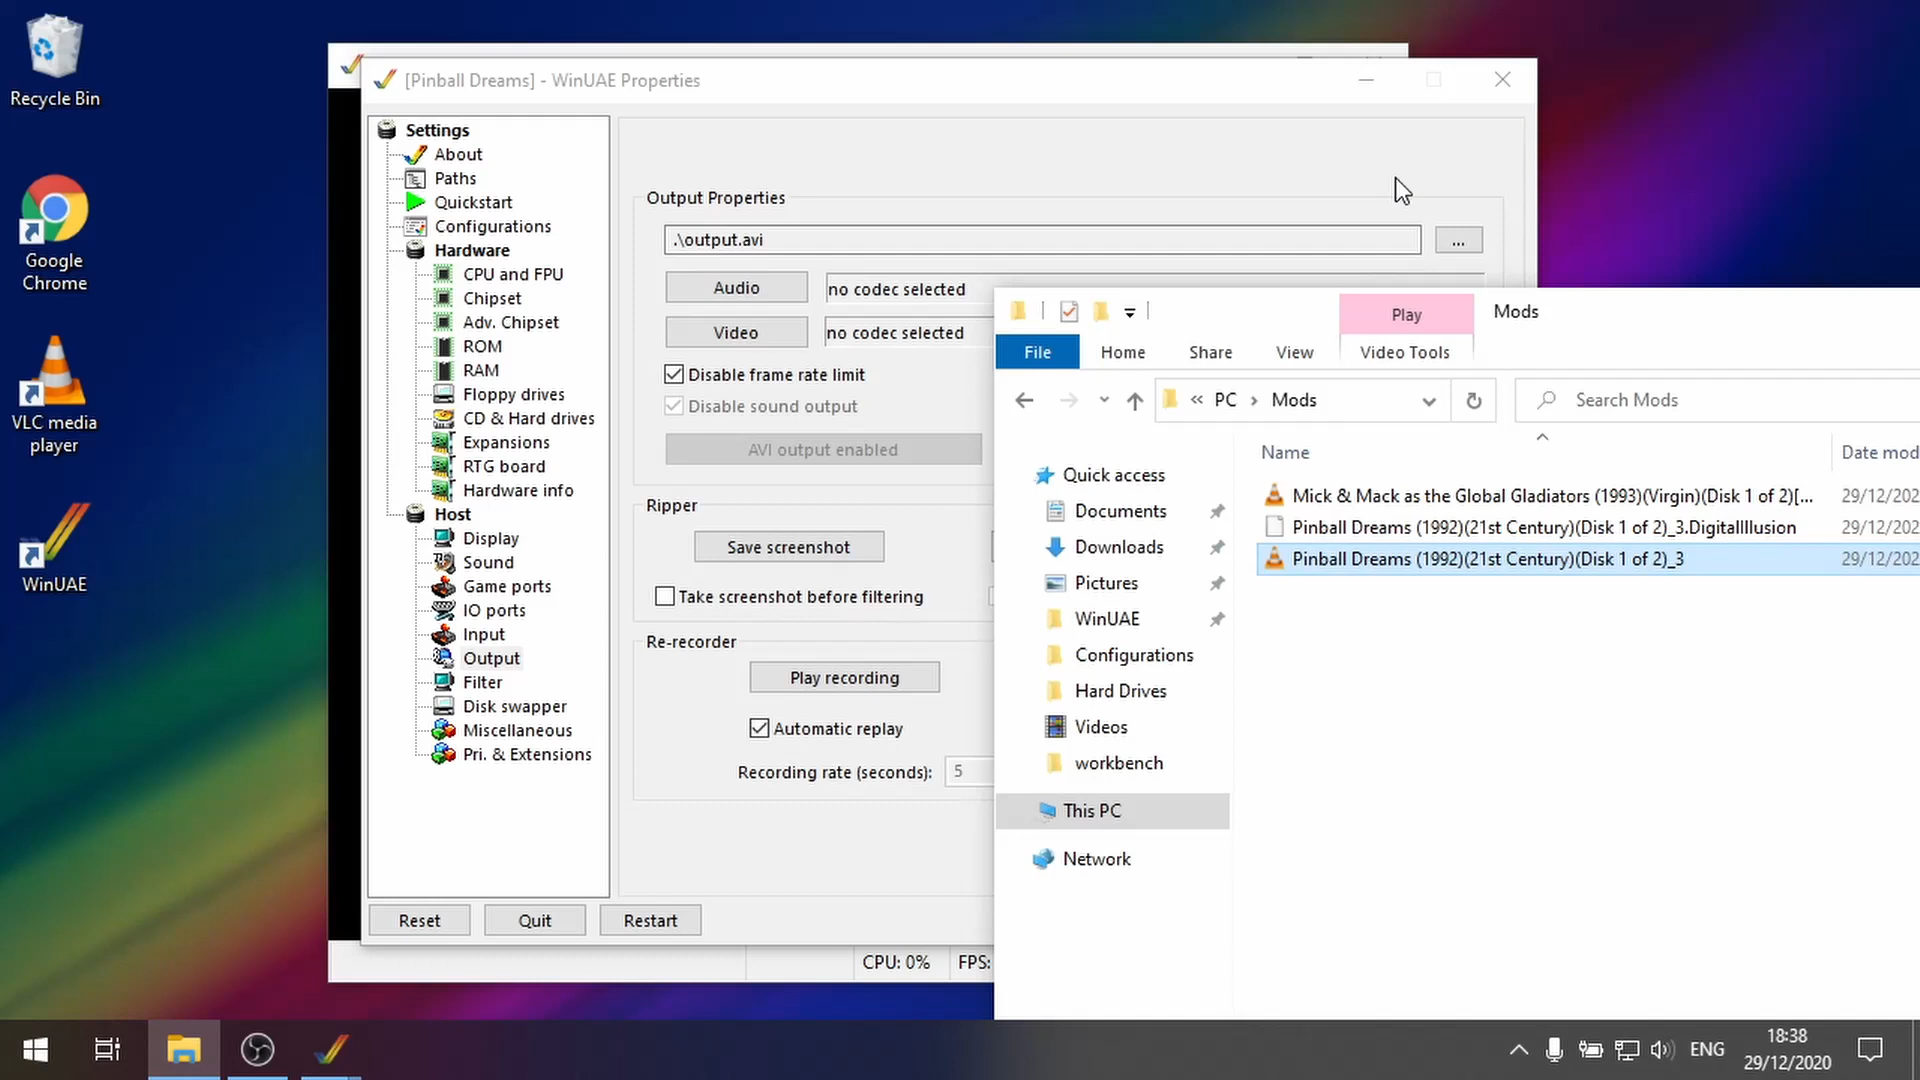 Recycle Bin
Google
Chrome
VLC media
player
WinUAE
[Pinball Dreams] - WinUAE Properties
Settings
About
Paths
Quickstart
Configurations
Hardware
CPU and FPU
Chipset
Adv. Chipset
ROM
RAM
Floppy drives
CD & Hard drives
Expansions
RTG board
Hardware info
Host
Display
Sound
Game ports
IO ports
Input
Output
Filter
Disk swapper
Miscellaneous
Pri. & Extensions
Reset
Quit
Restart
Output Properties
.\output.avi
...
Audio
no codec selected
Video
no codec selected
Disable frame rate limit
Disable sound output
AVI output enabled
Ripper
Save screenshot
Take screenshot before filtering
Re-recorder
Play recording
Automatic replay
Recording rate (seconds):
5
CPU: 0%
FPS:
Play
Mods
File
Home
Share
View
Video Tools
« PC > Mods
Search Mods
Quick access
Documents
Downloads
Pictures
WinUAE
Configurations
Hard Drives
Videos
workbench
This PC
Network
Name
Date mod
Mick & Mack as the Global Gladiators (1993)(Virgin)(Disk 1 of 2)[...
29/12/202
Pinball Dreams (1992)(21st Century)(Disk 1 of 2)_3.DigitalIllusion
29/12/202
Pinball Dreams (1992)(21st Century)(Disk 1 of 2)_3
29/12/202
ENG
18:38
29/12/2020